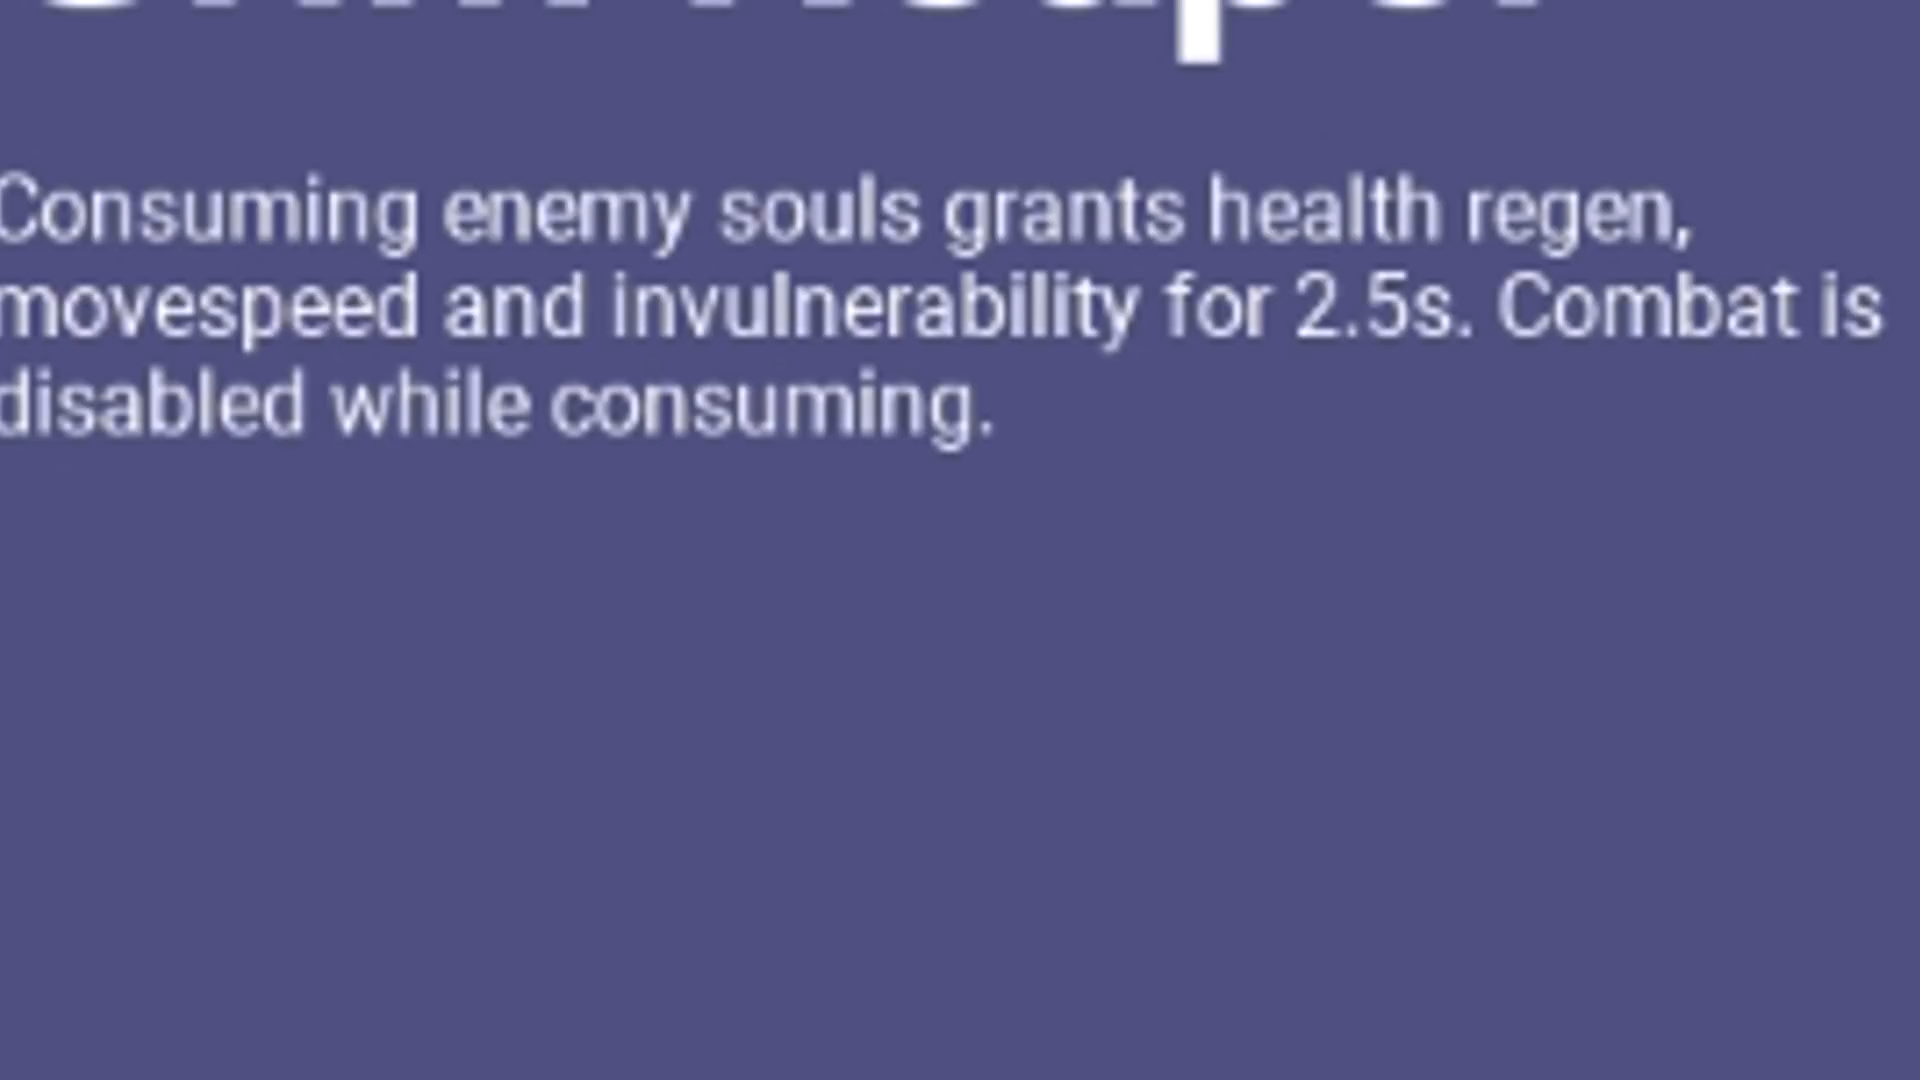 Consuming enemy souls grants health regen,
movespeed and invulnerability for 2.5s. Combat is
disabled while consuming.